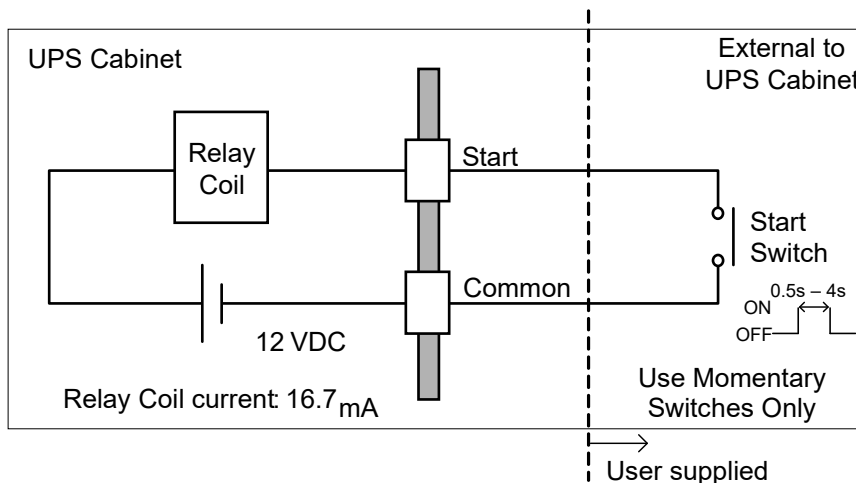 UPS Cabinet
External to
UPS Cabinet
Relay
Coil
Start
Start
Switch
Common
0.5s – 4s
ON
OFF
12 VDC
Relay Coil current: 16.7mA
Use Momentary
Switches Only
User supplied